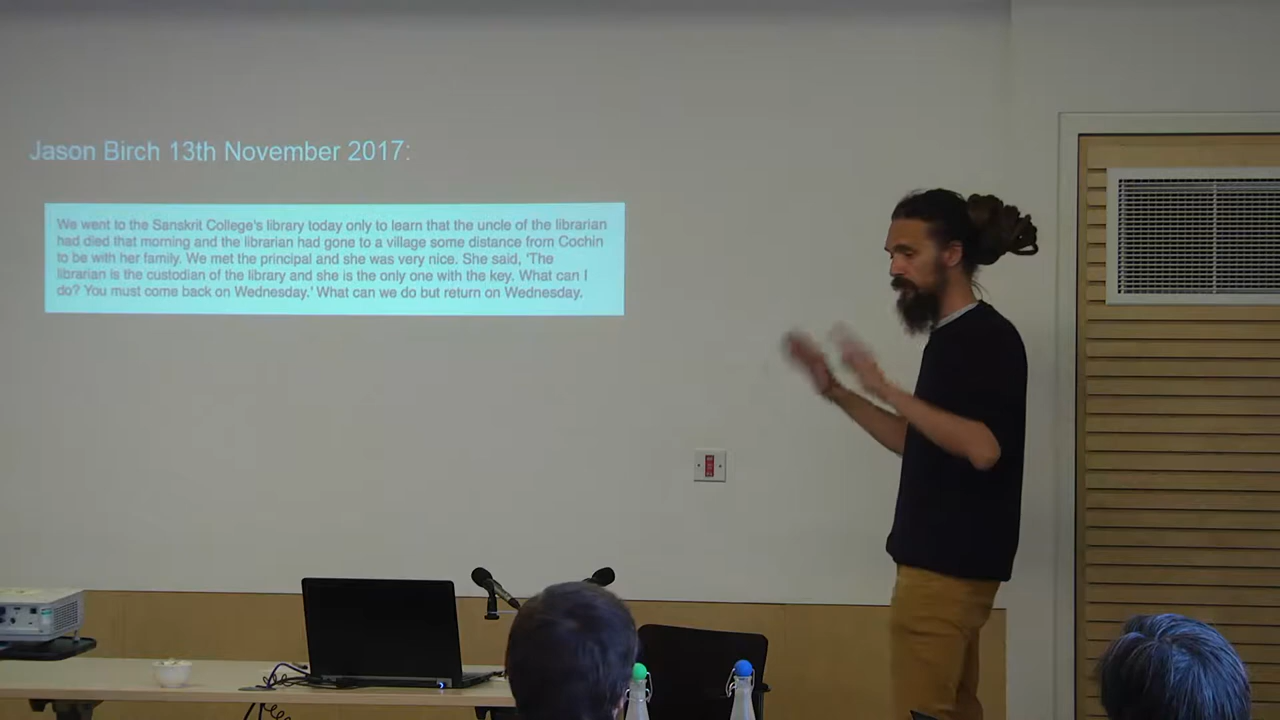 Jason Birch 13th November 2017:
We went to the Sanskrit College's library today only to learn that the uncle of the librarian
had died that morning and the librarian had gone to a village some distance from Cochin
to be with her family. We met the principal and she was very nice. She said, 'The
librarian is the custodian of the library and she is the only one with the key. What can I
do? You must come back on Wednesday.' What can we do but return on Wednesday.